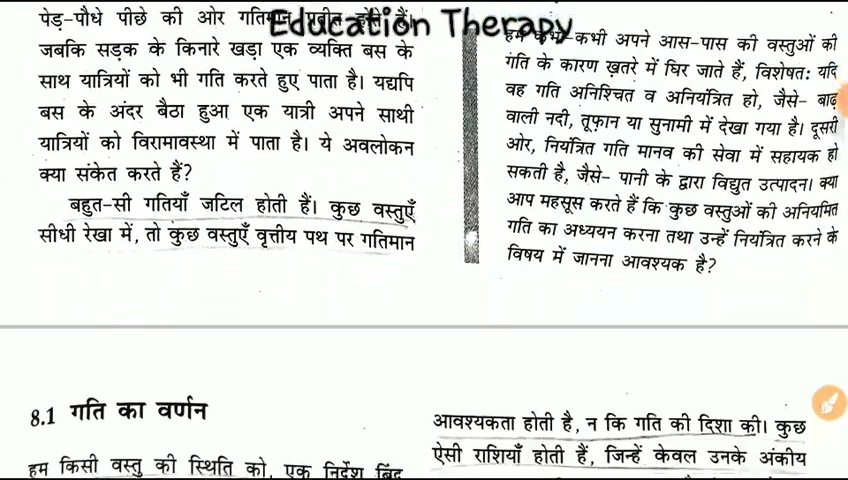 Education Therapy
पेड़-पौधे पीछे की ओर गतिमान प्रतीत होते हैं।
जबकि सड़क के किनारे खड़ा एक व्यक्ति बस के
साथ यात्रियों को भी गति करते हुए पाता है। यद्यपि
बस के अंदर बैठा हुआ एक यात्री अपने साथी
यात्रियों को विरामावस्था में पाता है। ये अवलोकन
क्या संकेत करते हैं?
बहुत-सी गतियाँ जटिल होती हैं। कुछ वस्तुएँ
सीधी रेखा में, तो कुछ वस्तुएँ वृत्तीय पथ पर गतिमान
हम कभी-कभी अपने आस-पास की वस्तुओं की
गति के कारण ख़तरे में घिर जाते हैं, विशेषतः यदि
वह गति अनिश्चित व अनियंत्रित हो, जैसे- बाढ़
वाली नदी, तूफ़ान या सुनामी में देखा गया है। दूसरी
ओर, नियंत्रित गति मानव की सेवा में सहायक हो
सकती है, जैसे- पानी के द्वारा विद्युत उत्पादन। क्या
आप महसूस करते हैं कि कुछ वस्तुओं की अनियमित
गति का अध्ययन करना तथा उन्हें नियंत्रित करने के
विषय में जानना आवश्यक है?
8.1 गति का वर्णन
हम किसी वस्तु की स्थिति को, एक निर्देश बिंदु
आवश्यकता होती है, न कि गति की दिशा की। कुछ
ऐसी राशियाँ होती हैं, जिन्हें केवल उनके अंकीय